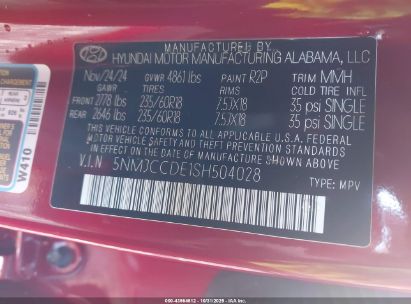 MANUFACTURED BY
HYUNDAI MOTOR MANUFACTURING ALABAMA, LLC
Nov/24/24 GVWR 4861 lbs PAINT R2P TRIM MMH
GAWR TIRES RIMS COLD TIRE INFL
FRONT 2778 lbs 235/60R18 7.5JX18 35 psi SINGLE
REAR 2646 lbs 235/60R18 7.5JX18 35 psi SINGLE
THIS VEHICLE CONFORMS TO ALL APPLICABLE U.S.A. FEDERAL
MOTOR VEHICLE SAFETY AND THEFT PREVENTION STANDARDS
IN EFFECT ON THE DATE OF MANUFACTURE SHOWN ABOVE.
V.I.N 5NMJCCDE1SH504028
TYPE: MPV
W410